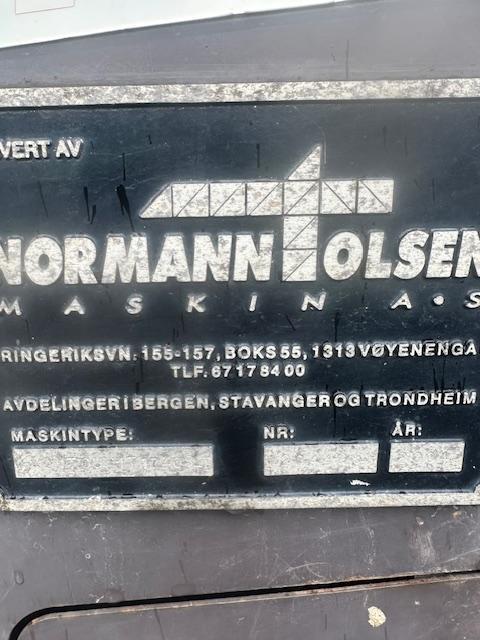 VERT AV
NORMANN OLSEN
MASKIN A•S
RINGERIKSVN. 155-157, BOKS 55, 1313 VØYENENGA
TLF. 67 17 84 00
AVDELINGER I BERGEN, STAVANGER OG TRONDHEIM
MASKINTYPE: NR: ÅR: